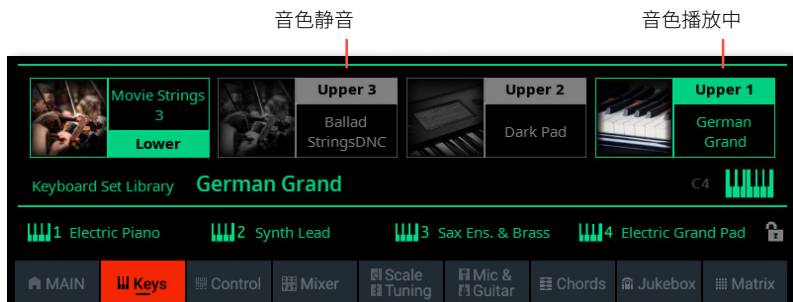 音色静音
音色播放中
Movie Strings
3
Lower
Upper 3
Ballad
StringsDNC
Upper 2
Dark Pad
Upper 1
German
Grand
Keyboard Set Library
German Grand
C4
1 Electric Piano
2 Synth Lead
3 Sax Ens. & Brass
4 Electric Grand Pad
MAIN
Keys
Control
Mixer
Scale
Tuning
Mic &
Guitar
Chords
Jukebox
Matrix